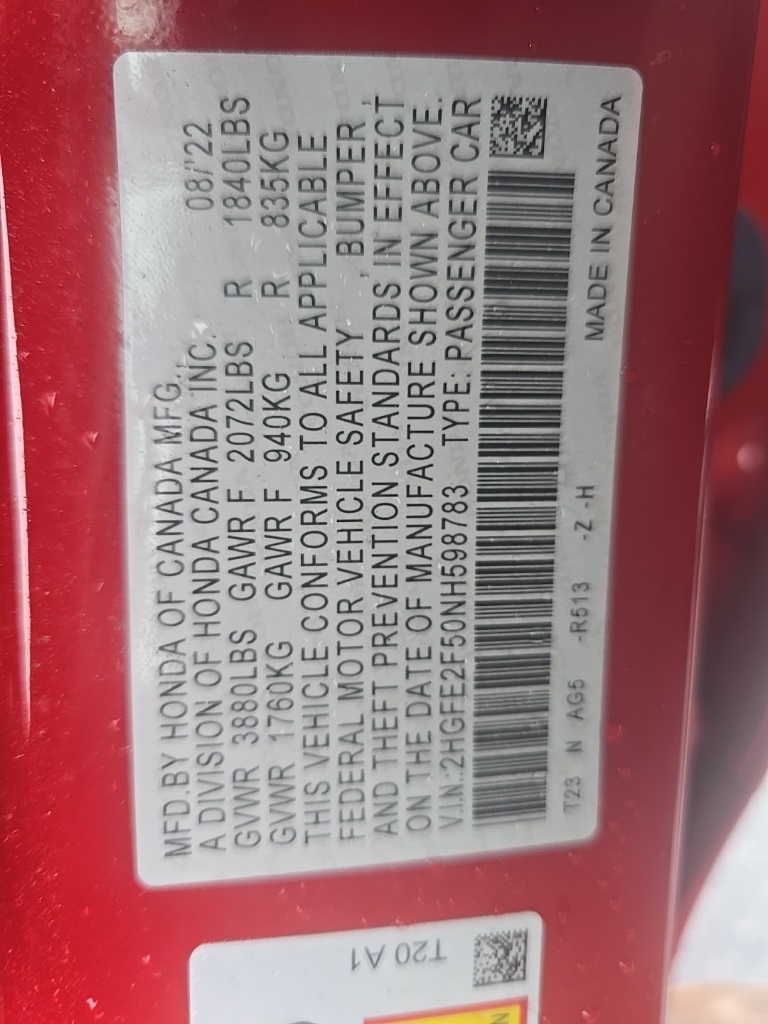 MFD.BY HONDA OF CANADA MFG.,
A DIVISION OF HONDA CANADA INC. 08/'22
GVWR 3880LBS GAWR F 2072LBS R 1840LBS
GVWR 1760KG GAWR F 940KG R 835KG
THIS VEHICLE CONFORMS TO ALL APPLICABLE
FEDERAL MOTOR VEHICLE SAFETY, BUMPER,
AND THEFT PREVENTION STANDARDS IN EFFECT
ON THE DATE OF MANUFACTURE SHOWN ABOVE.
V.I.N.:2HGFE2F50NH598783 TYPE: PASSENGER CAR
T23 N AG5 -R513 -Z -H MADE IN CANADA
T20 A1